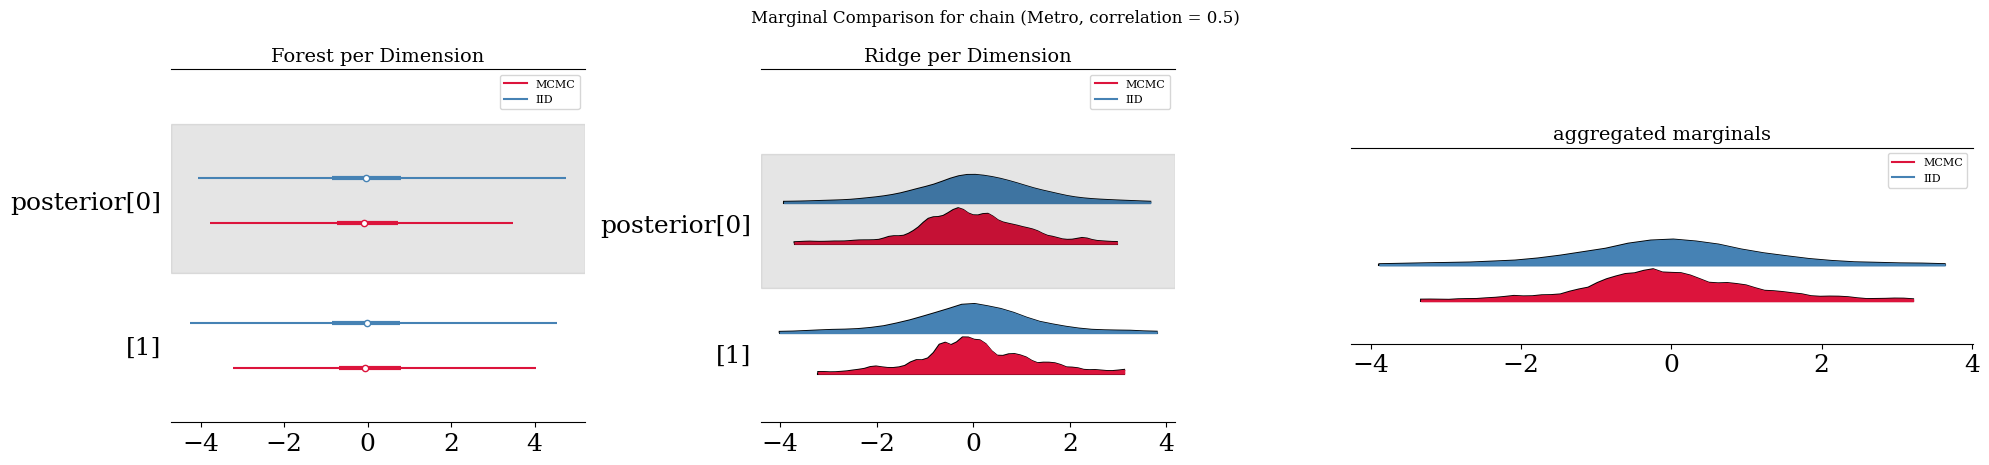 Marginal Comparison for chain (Metro, correlation = 0.5)
Forest per Dimension
MCMC
IID
posterior[0]
[1]
−4 −2 0 2 4
Ridge per Dimension
MCMC
IID
posterior[0]
[1]
−4 −2 0 2 4
aggregated marginals
MCMC
IID
−4 −2 0 2 4